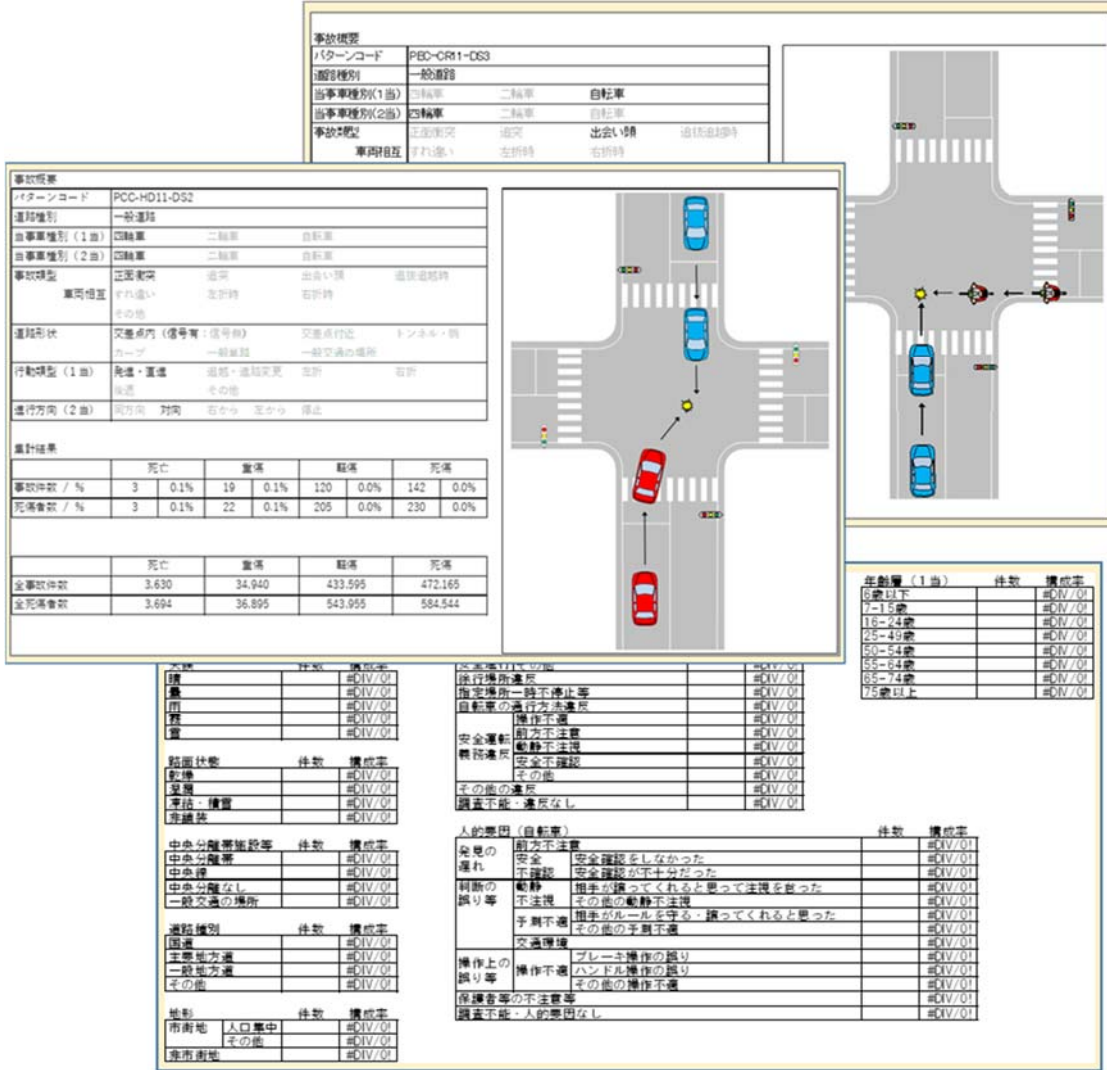 事故概要
パターンコード PBC-CR11-DS3
道路種別 一般道路
当事車種別(1当) 四輪車 二輪車 自転車
当事車種別(2当) 四輪車 二輪車 自転車
事故類型 正面衝突 追突 出会い頭 追抜追越時
車両相互 すれ違い 左折時 右折時
事故概要
パターンコード PCC-HD11-DS2
道路種別 一般道路
当事車種別（1当） 四輪車 二輪車 自転車
当事車種別（2当） 四輪車 二輪車 自転車
事故類型 正面衝突 追突 出会い頭 追抜追越時
車両相互 すれ違い 左折時 右折時
その他
道路形状 交差点内（信号有：信号無） 交差点付近 トンネル・橋
カーブ 一般単路 一般交通の場所
行動類型（1当） 発進・直進 追越・進路変更 左折 右折
後退 その他
進行方向（2当） 同方向 対向 右から 左から 停止
集計結果
死亡 重傷 軽傷 死傷
事故件数 / % 3 0.1% 19 0.1% 120 0.0% 142 0.0%
死傷者数 / % 3 0.1% 22 0.1% 205 0.0% 230 0.0%
死亡 重傷 軽傷 死傷
全事故件数 3,630 34,940 433,595 472,165
全死傷者数 3,694 36,895 543,955 584,544
年齢層（1当） 件数 構成率
6歳以下 #DIV/0!
7-15歳 #DIV/0!
16-24歳 #DIV/0!
25-49歳 #DIV/0!
50-54歳 #DIV/0!
55-64歳 #DIV/0!
65-74歳 #DIV/0!
75歳以上 #DIV/0!
天候 件数 構成率
晴 #DIV/0!
曇 #DIV/0!
雨 #DIV/0!
霧 #DIV/0!
雪 #DIV/0!
路面状態 件数 構成率
乾燥 #DIV/0!
湿潤 #DIV/0!
凍結・積雪 #DIV/0!
非舗装 #DIV/0!
中央分離帯施設等 件数 構成率
中央分離帯 #DIV/0!
中央線 #DIV/0!
中央分離なし #DIV/0!
一般交通の場所 #DIV/0!
道路種別 件数 構成率
国道 #DIV/0!
主要地方道 #DIV/0!
一般地方道 #DIV/0!
その他 #DIV/0!
地形 件数 構成率
市街地 人口集中 #DIV/0!
その他 #DIV/0!
非市街地 #DIV/0!
その他 #DIV/0!
徐行場所違反 #DIV/0!
指定場所一時不停止等 #DIV/0!
自転車の通行方法違反 #DIV/0!
安全運転義務違反 操作不適 #DIV/0!
前方不注意 #DIV/0!
動静不注視 #DIV/0!
安全不確認 #DIV/0!
その他 #DIV/0!
その他の違反 #DIV/0!
調査不能・違反なし #DIV/0!
人的要因（自転車） 件数 構成率
発見の遅れ 前方不注意 #DIV/0!
安全不確認 安全確認をしなかった #DIV/0!
安全確認が不十分だった #DIV/0!
判断の誤り等 動静不注視 相手が譲ってくれると思って注視を怠った #DIV/0!
その他の動静不注視 #DIV/0!
予測不適 相手がルールを守る・譲ってくれると思った #DIV/0!
その他の予測不適 #DIV/0!
交通環境 #DIV/0!
操作上の誤り等 操作不適 ブレーキ操作の誤り #DIV/0!
ハンドル操作の誤り #DIV/0!
その他の操作不適 #DIV/0!
保護者等の不注意等 #DIV/0!
調査不能・人的要因なし #DIV/0!